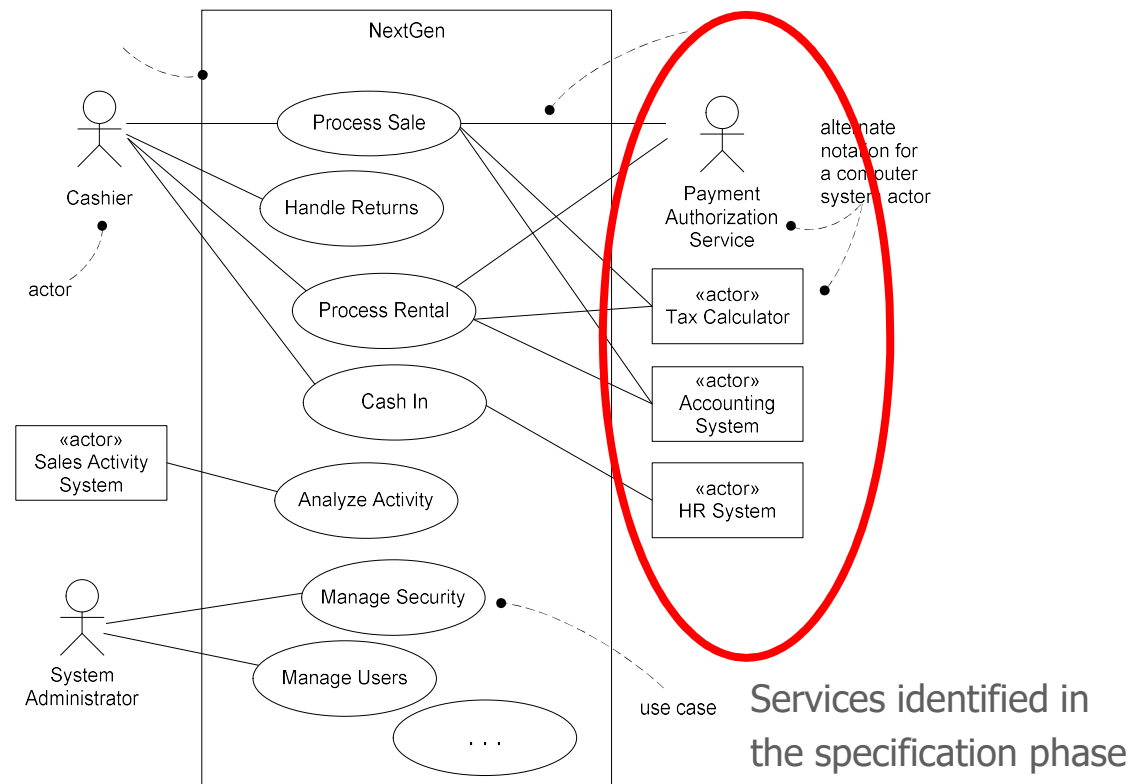 NextGen
Process Sale
Cashier
alternate
notation for
a computer
system actor
Payment
Authorization
Service
Handle Returns
actor
Process Rental
«actor»
Tax Calculator
Cash In
«actor»
Accounting
System
«actor»
Sales Activity
System
Analyze Activity
«actor»
HR System
Manage Security
System
Administrator
Manage Users
use case
. . .
Services identified in
the specification phase